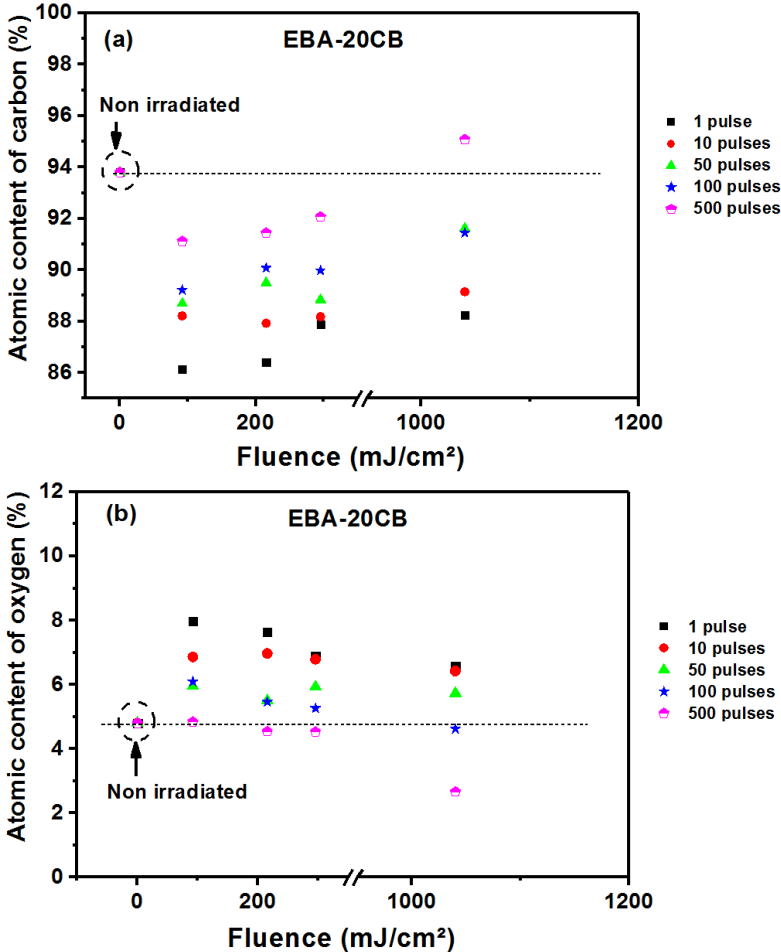 (a)
EBA-20CB
Non irradiated
Atomic content of carbon (%)
100
98
96
94
92
90
88
86
0
200
1000
1200
Fluence (mJ/cm²)
1 pulse
10 pulses
50 pulses
100 pulses
500 pulses
(b)
EBA-20CB
Non irradiated
Atomic content of oxygen (%)
12
10
8
6
4
2
0
0
200
1000
1200
Fluence (mJ/cm²)
1 pulse
10 pulses
50 pulses
100 pulses
500 pulses